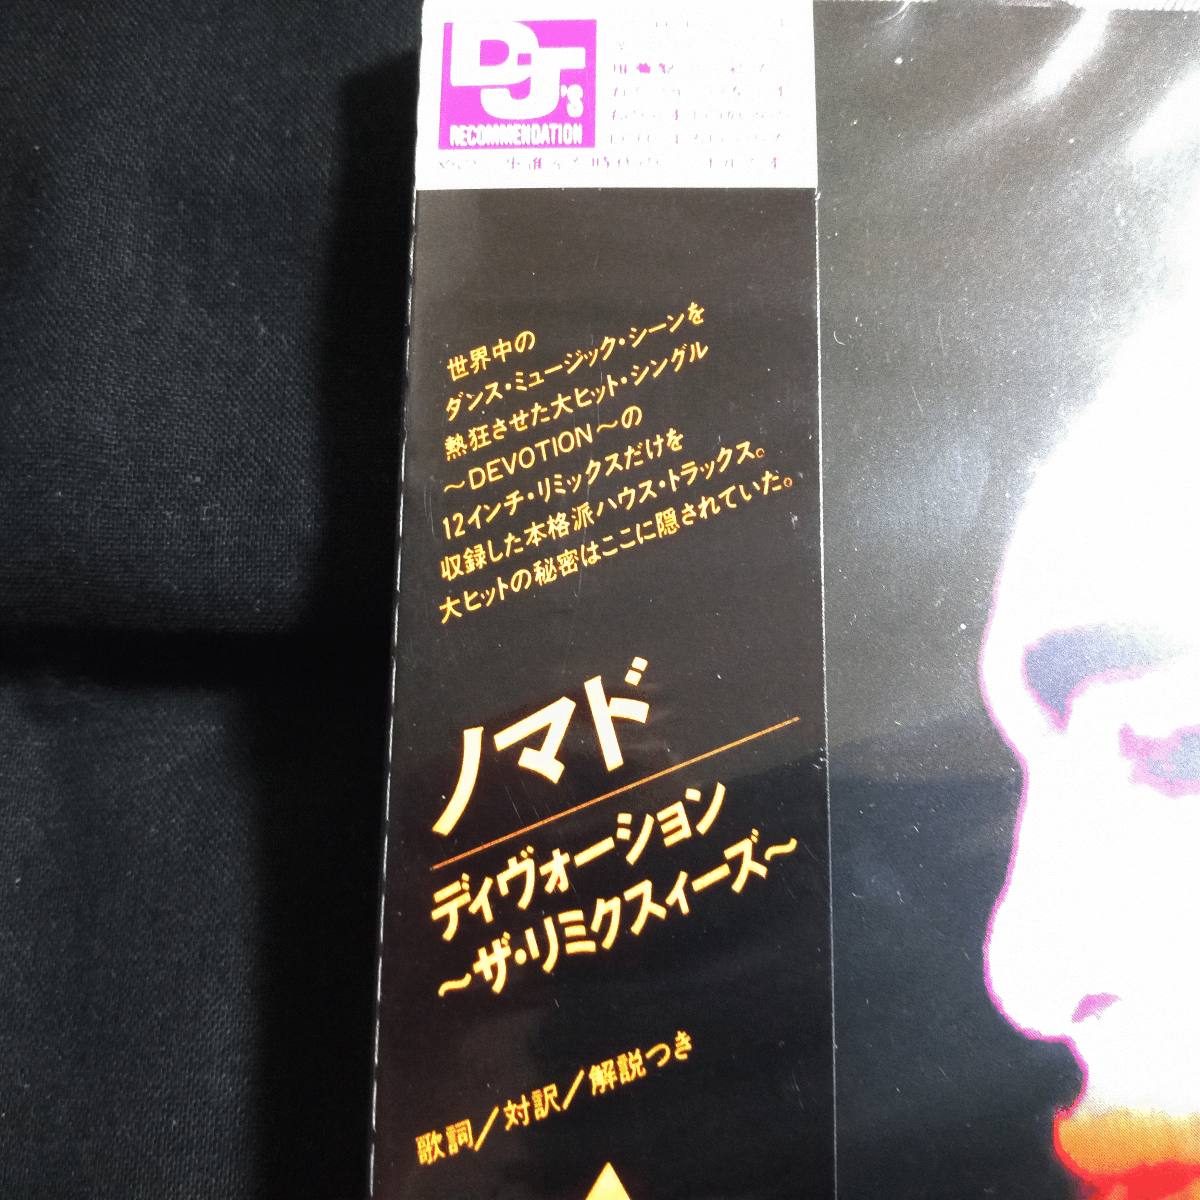 DJ's
RECOMMENDATION
世界中の
ダンス・ミュージック・シーンを
熱狂させた大ヒット・シングル
〜DEVOTION〜の
12インチ・リミックスだけを
収録した本格派ハウス・トラックス。
大ヒットの秘密はここに隠されていた。
ノマド
ディヴォーション
〜ザ・リミクスィーズ〜
歌詞/対訳/解説つき